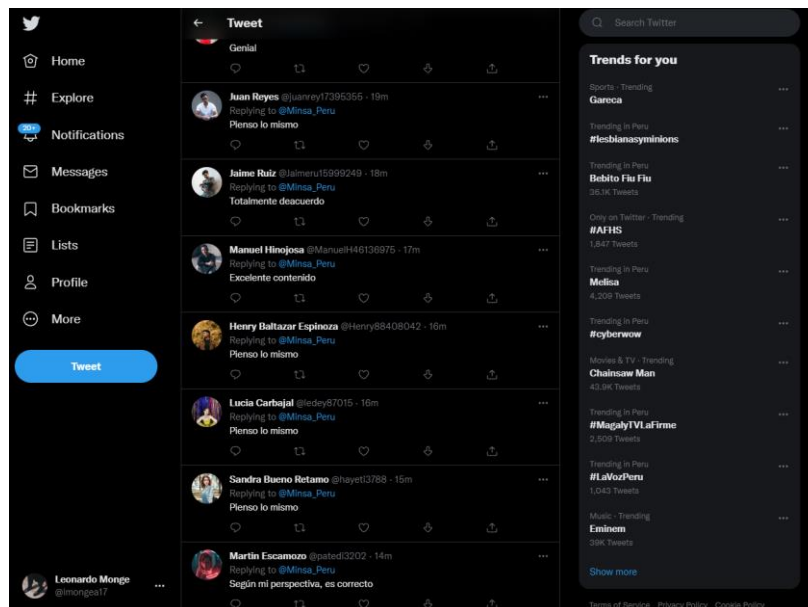 Home
Explore
20+
Notifications
Messages
Bookmarks
Lists
Profile
More
Tweet
Leonardo Monge
@imongea17
Tweet
Genial
Juan Reyes @juanrey17395355 · 19m
Replying to @Minsa_Peru
Pienso lo mismo
Jaime Ruiz @Jaimeru15999249 · 18m
Replying to @Minsa_Peru
Totalmente deacuerdo
Manuel Hinojosa @ManuelH46136975 · 17m
Replying to @Minsa_Peru
Excelente contenido
Henry Baltazar Espinoza @Henry88408042 · 16m
Replying to @Minsa_Peru
Pienso lo mismo
Lucia Carbajal @ledey87015 · 16m
Replying to @Minsa_Peru
Pienso lo mismo
Sandra Bueno Retamo @hayeti3788 · 15m
Replying to @Minsa_Peru
Pienso lo mismo
Martin Escamozo @patedi3202 · 14m
Replying to @Minsa_Peru
Según mi perspectiva, es correcto
Search Twitter
Trends for you
Sports · Trending
Gareca
Trending in Peru
#lesbianasyminions
Trending in Peru
Bebito Fiu Fiu
36.1K Tweets
Only on Twitter · Trending
#AFHS
1,847 Tweets
Trending in Peru
Melisa
4,209 Tweets
Trending in Peru
#cyberwow
Movies & TV · Trending
Chainsaw Man
43.9K Tweets
Trending in Peru
#MagalyTVLaFirme
2,509 Tweets
Trending in Peru
#LaVozPeru
1,043 Tweets
Music · Trending
Eminem
39K Tweets
Show more
Terms of Service Privacy Policy Cookie Policy